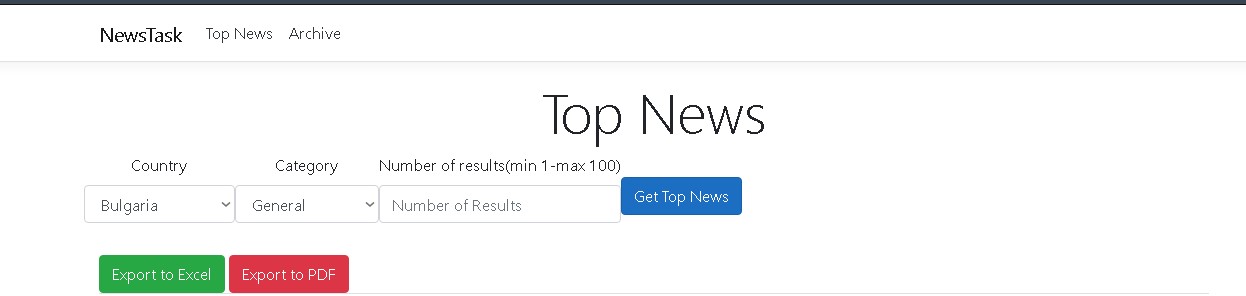 NewsTask Top News Archive
Top News
Country Category Number of results(min 1-max 100)
Bulgaria General Number of Results Get Top News
Export to Excel Export to PDF